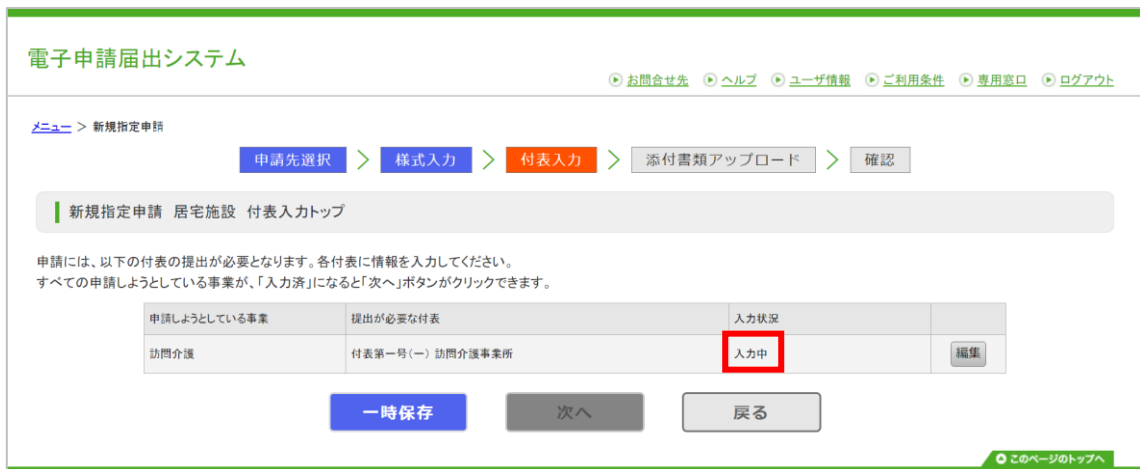 電子申請届出システム
お問合せ先 ヘルプ ユーザ情報 ご利用条件 専用窓口 ログアウト
メニュー > 新規指定申請
申請先選択 > 様式入力 > 付表入力 > 添付書類アップロード > 確認
新規指定申請 居宅施設 付表入力トップ
申請には、以下の付表の提出が必要となります。各付表に情報を入力してください。
すべての申請しようとしている事業が、「入力済」になると「次へ」ボタンがクリックできます。
申請しようとしている事業 提出が必要な付表 入力状況
訪問介護 付表第一号(一) 訪問介護事業所 入力中 編集
一時保存 次へ 戻る
このページのトップへ